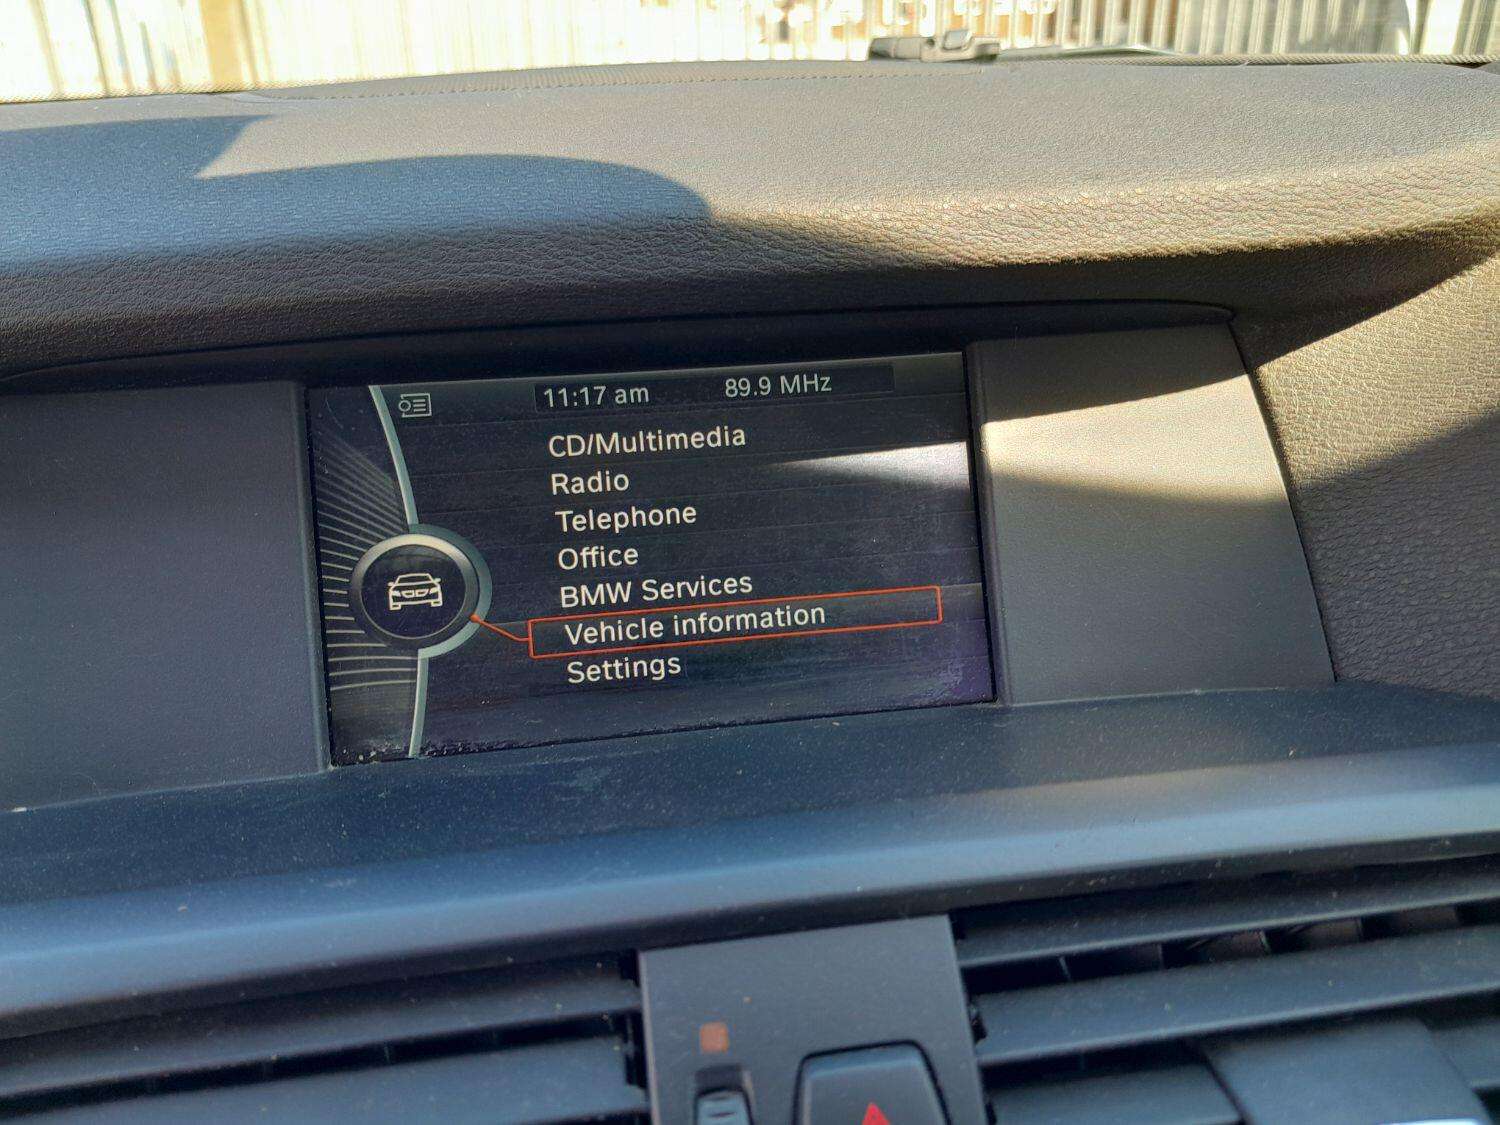 11:17 am 89.9 MHz
CD/Multimedia
Radio
Telephone
Office
BMW Services
Vehicle information
Settings